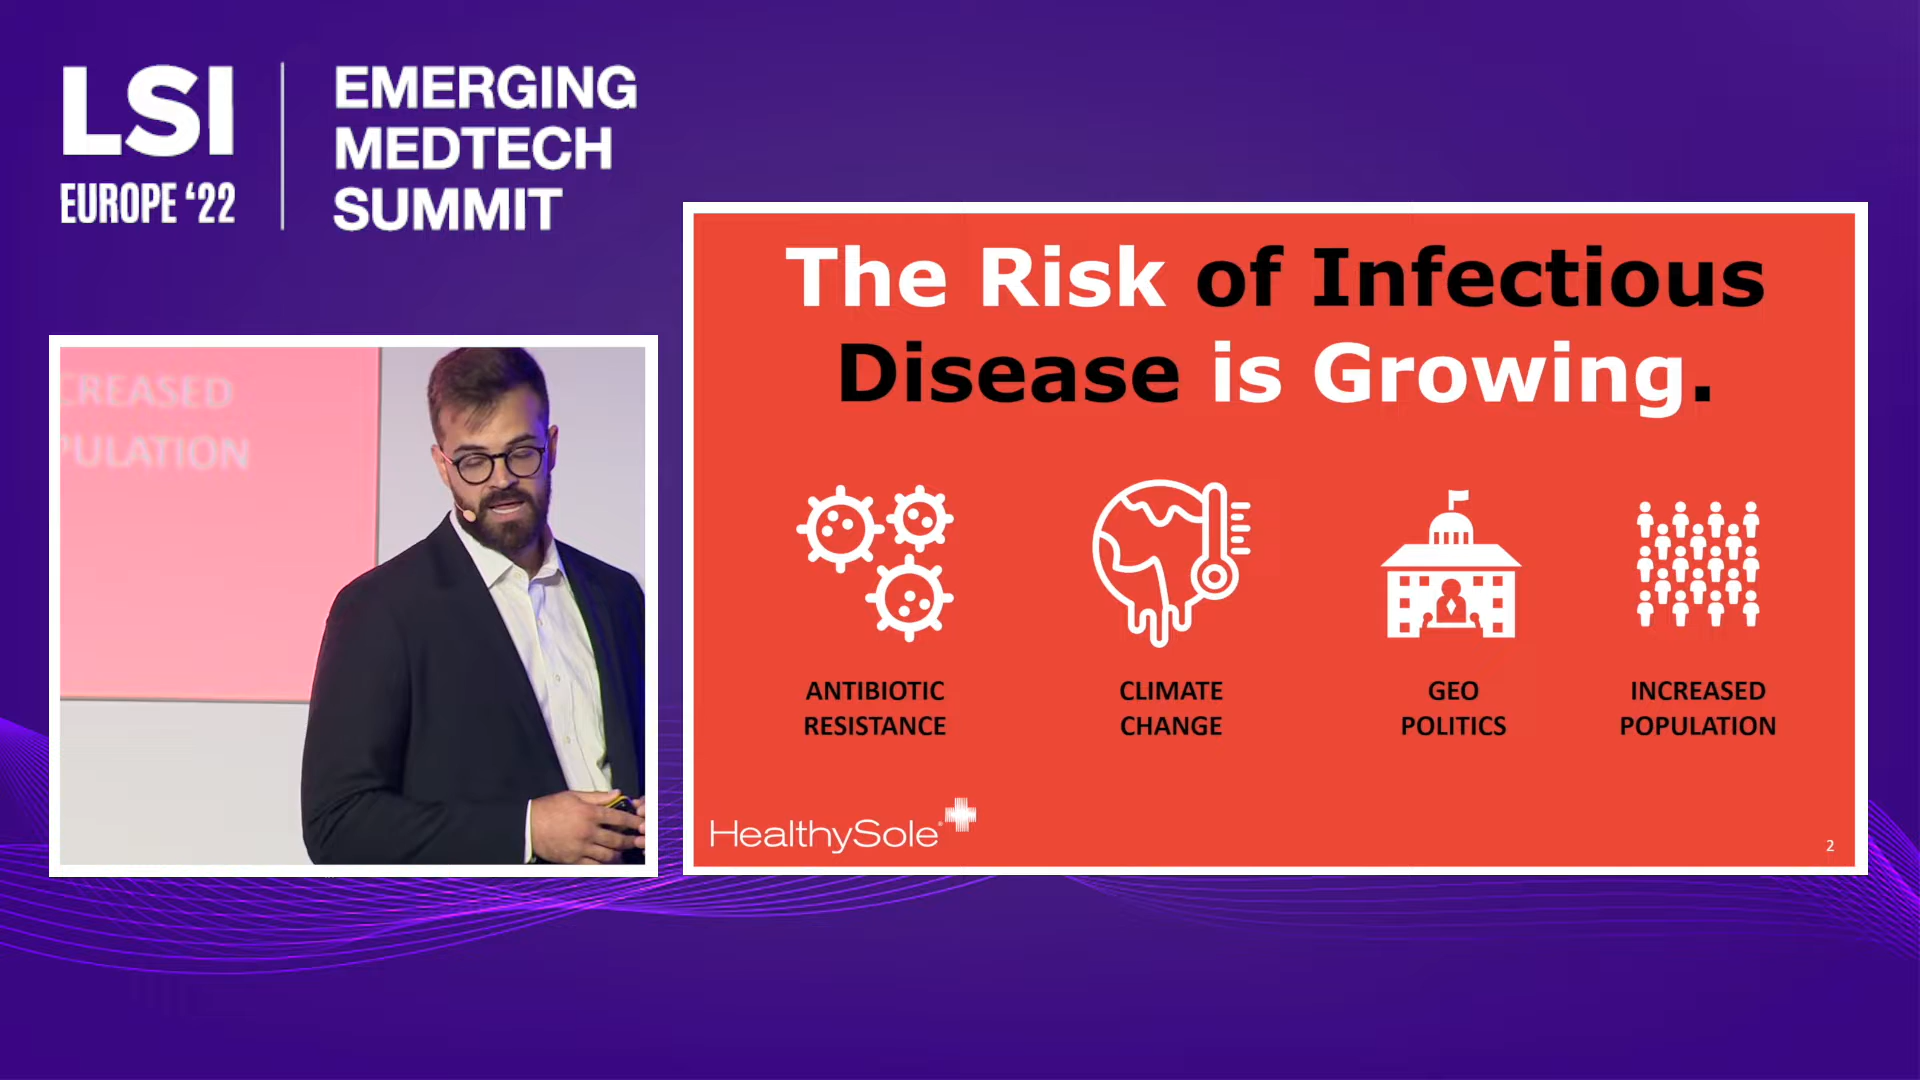 LSI
EUROPE ‘22
EMERGING
MEDTECH
SUMMIT
CREASED
PULATION
The Risk of Infectious
Disease is Growing.
ANTIBIOTIC
RESISTANCE
CLIMATE
CHANGE
GEO
POLITICS
INCREASED
POPULATION
HealthySole®
2